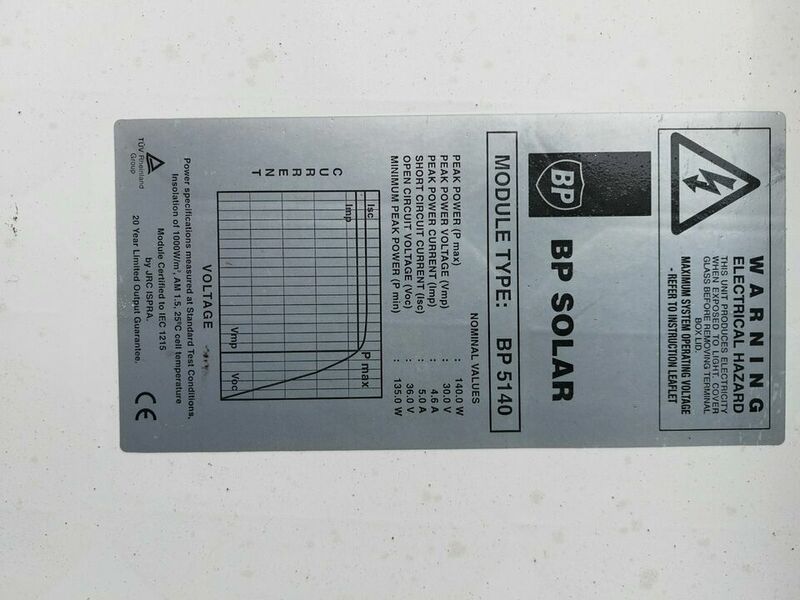 WARNING
ELECTRICAL HAZARD
THIS UNIT PRODUCES ELECTRICITY
WHEN EXPOSED TO LIGHT. COVER
GLASS BEFORE REMOVING TERMINAL
BOX LID.
MAXIMUM SYSTEM OPERATING VOLTAGE
- REFER TO INSTRUCTION LEAFLET
BP
BP SOLAR
MODULE TYPE: BP 5140
NOMINAL VALUES
PEAK POWER (P max) : 140.0 W
PEAK POWER VOLTAGE (Vmp) : 30.0 V
PEAK POWER CURRENT (Imp) : 4.6 A
SHORT CIRCUIT CURRENT (Isc) : 5.0 A
OPEN CIRCUIT VOLTAGE (Voc) : 36.0 V
MINIMUM PEAK POWER (P min) : 135.0 W
Isc
Imp
P max
CURRENT
Vmp
Voc
VOLTAGE
Power specifications measured at Standard Test Conditions,
Insolation of 1000W/m², AM 1.5, 25ºC cell temperature
Module Certified to IEC 1215
by JRC ISPRA.
20 Year Limited Output Guarantee.
TÜV Rheinland
Group
CE